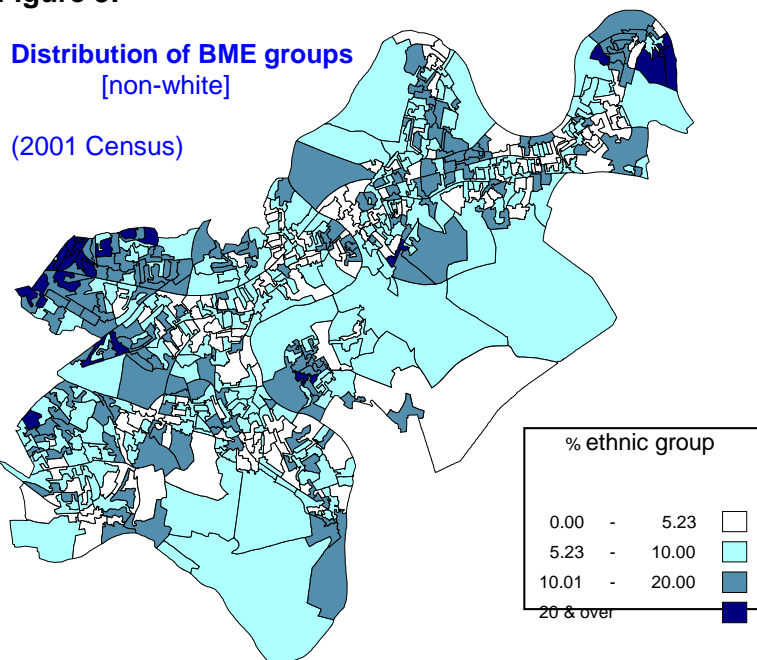 Distribution of BME groups
[non-white]
(2001 Census)
% ethnic group
0.00 - 5.23
5.23 - 10.00
10.01 - 20.00
20 & over